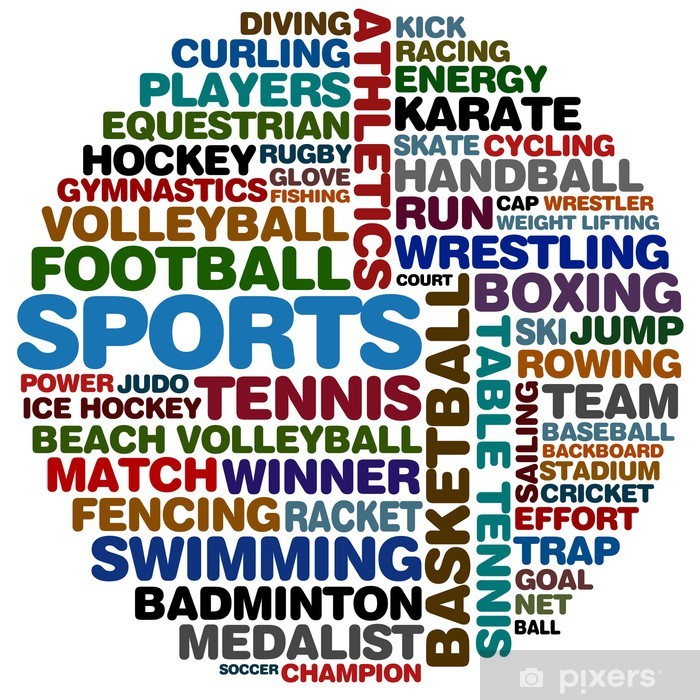 DIVING
CURLING
PLAYERS
EQUESTRIAN
HOCKEY
RUGBY
GLOVE
GYMNASTICS
FISHING
VOLLEYBALL
FOOTBALL
ATHLETICS
KICK
RACING
ENERGY
KARATE
SKATE
CYCLING
HANDBALL
RUN
CAP
WRESTLER
WEIGHT LIFTING
WRESTLING
COURT
BOXING
SPORTS
POWER
JUDO
TENNIS
ICE HOCKEY
BEACH VOLLEYBALL
MATCH
WINNER
FENCING
RACKET
SWIMMING
BADMINTON
MEDALIST
SOCCER
CHAMPION
BASKETBALL
TABLE TENNIS
SKI
JUMP
ROWING
SAILING
TEAM
BASEBALL
BACKBOARD
STADIUM
CRICKET
EFFORT
TRAP
GOAL
NET
BALL
pixers®